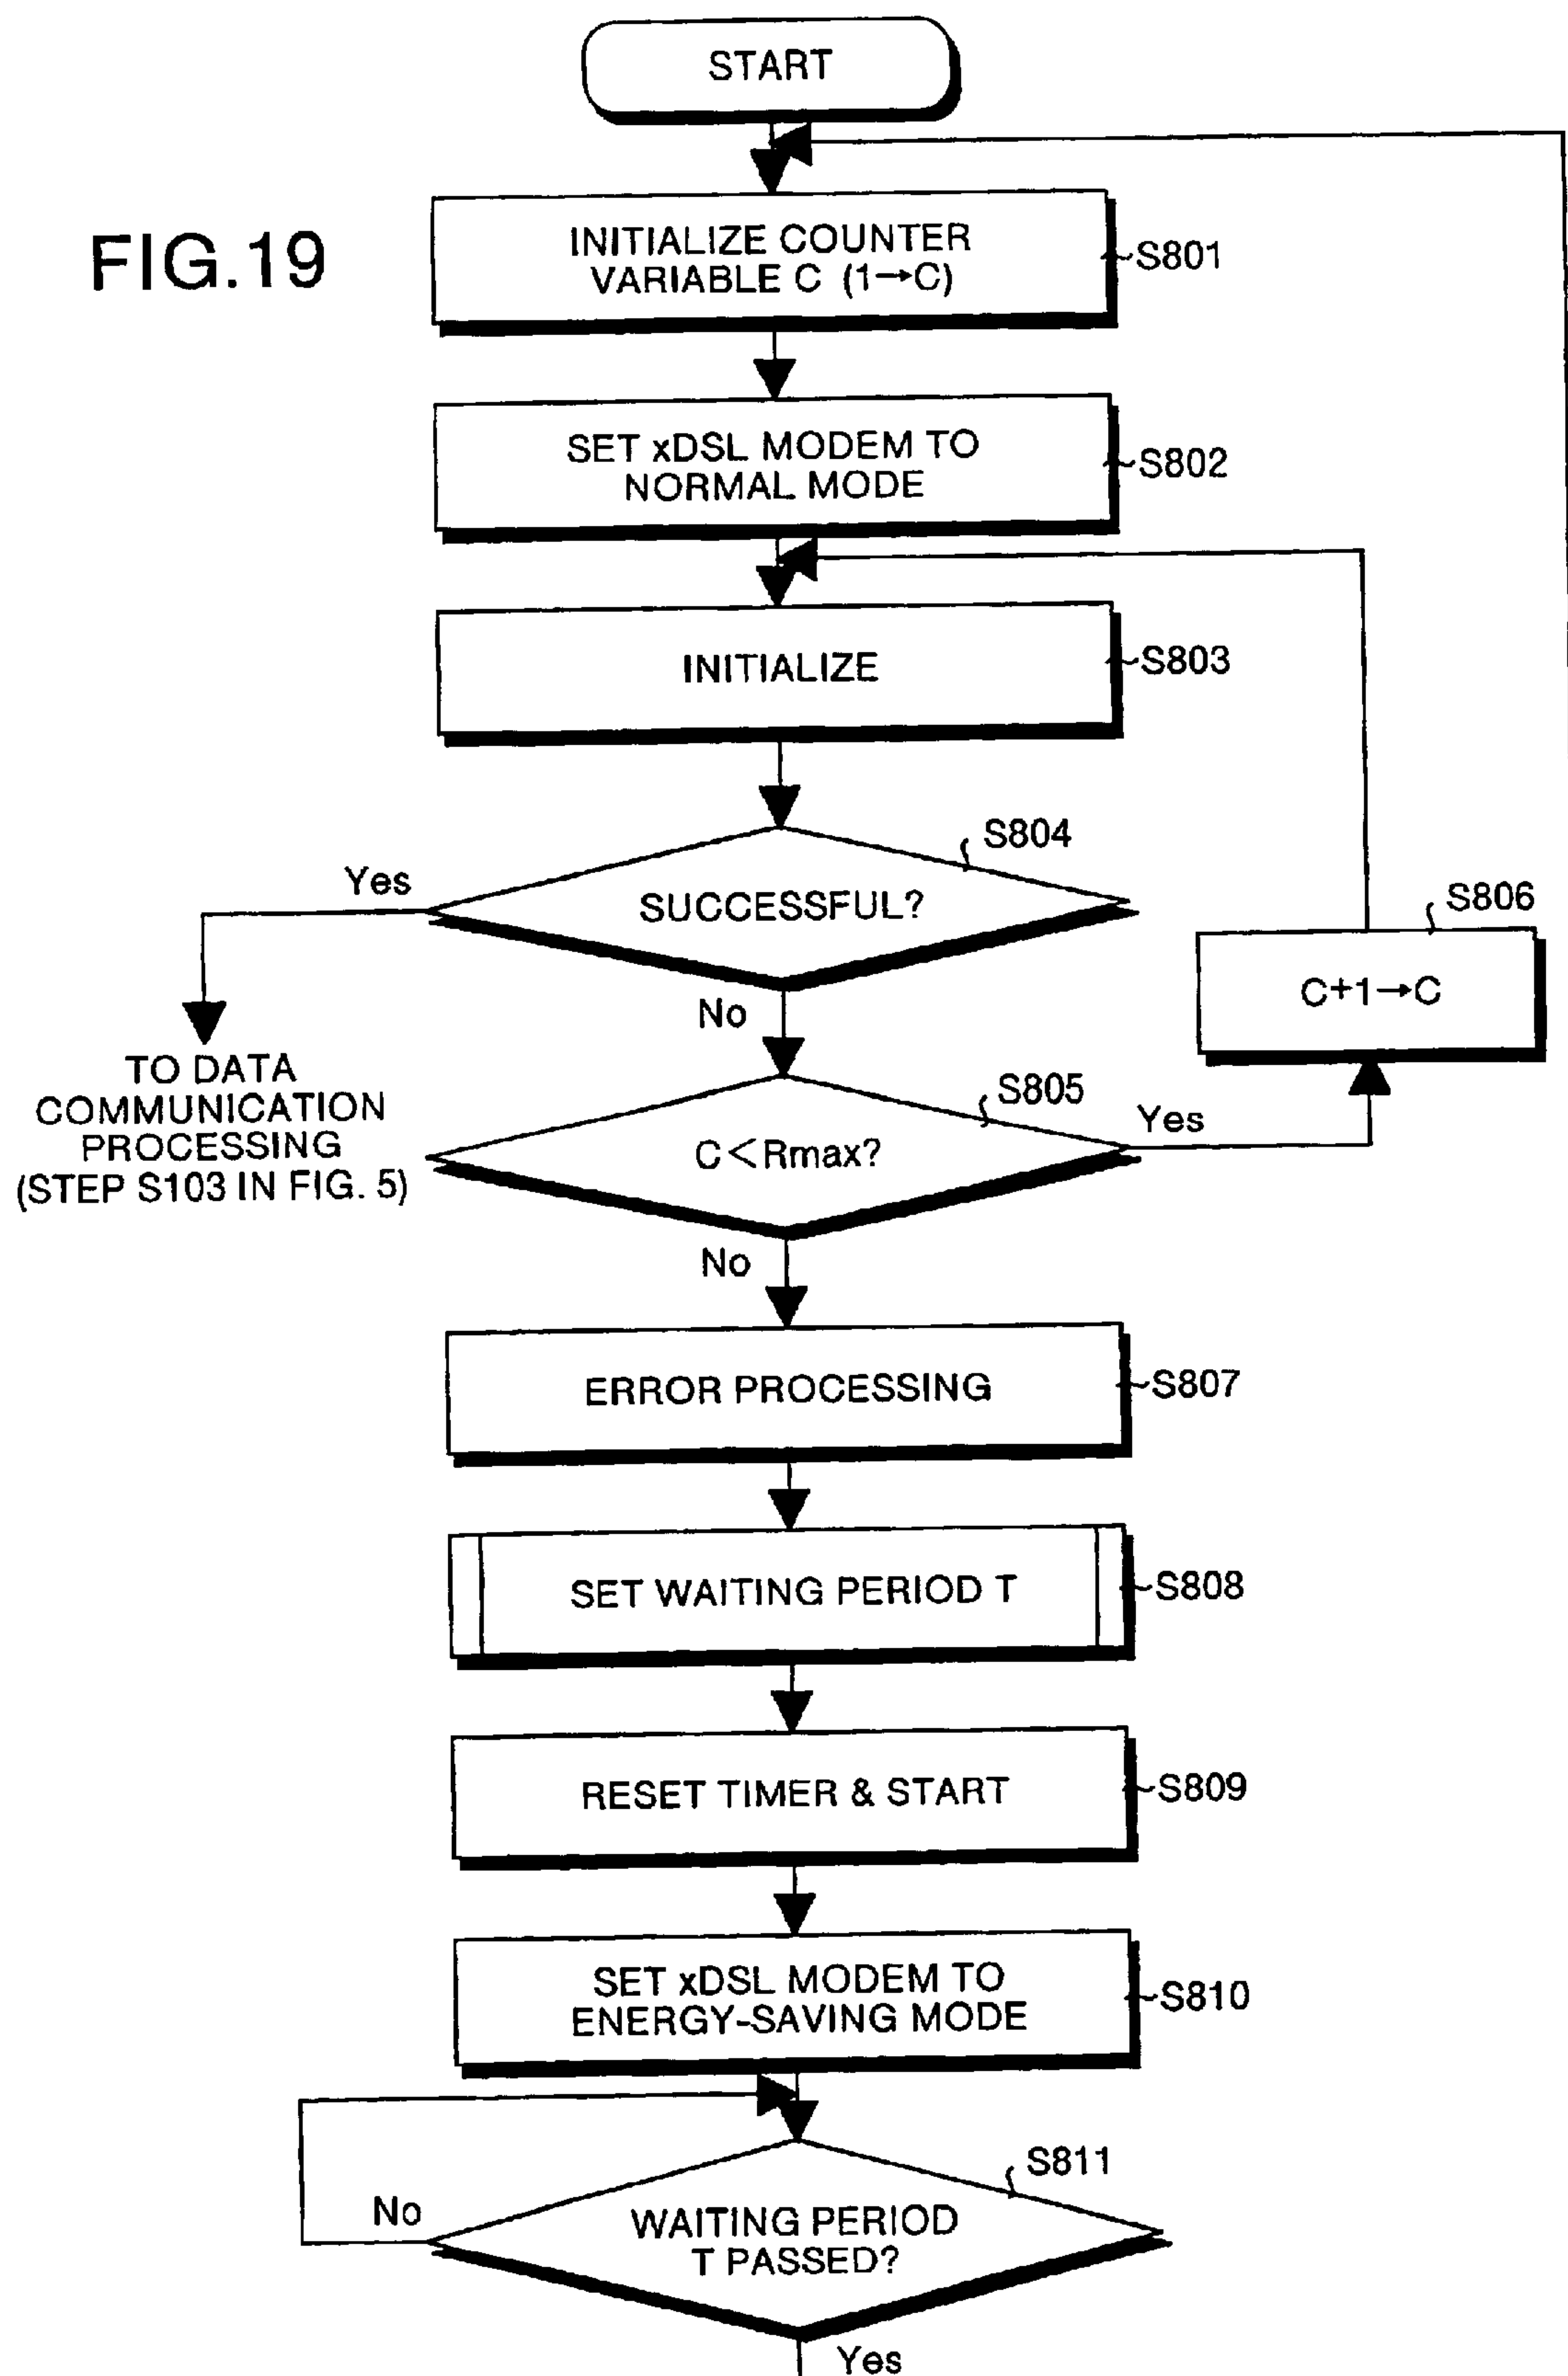 START
FIG.19
INITIALIZE COUNTER
VARIABLE C (1→C)
S801
SET xDSL MODEM TO
NORMAL MODE
S802
INITIALIZE
S803
S804
Yes
SUCCESSFUL?
S806
C+1→C
No
TO DATA
COMMUNICATION
PROCESSING
(STEP S103 IN FIG. 5)
S805
Yes
C<Rmax?
No
ERROR PROCESSING
S807
SET WAITING PERIOD T
S808
RESET TIMER & START
S809
SET xDSL MODEM TO
ENERGY-SAVING MODE
S810
S811
No
WAITING PERIOD
T PASSED?
Yes